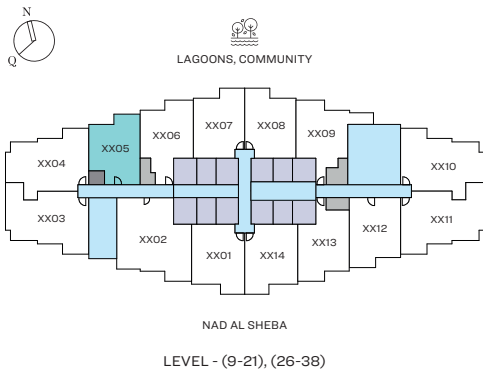 N
Q
LAGOONS, COMMUNITY
XX07 XX08
XX06 XX09
XX05
XX04 XX10
XX03 XX11
XX02 XX12
XX01 XX14 XX13
NAD AL SHEBA
LEVEL - (9-21), (26-38)